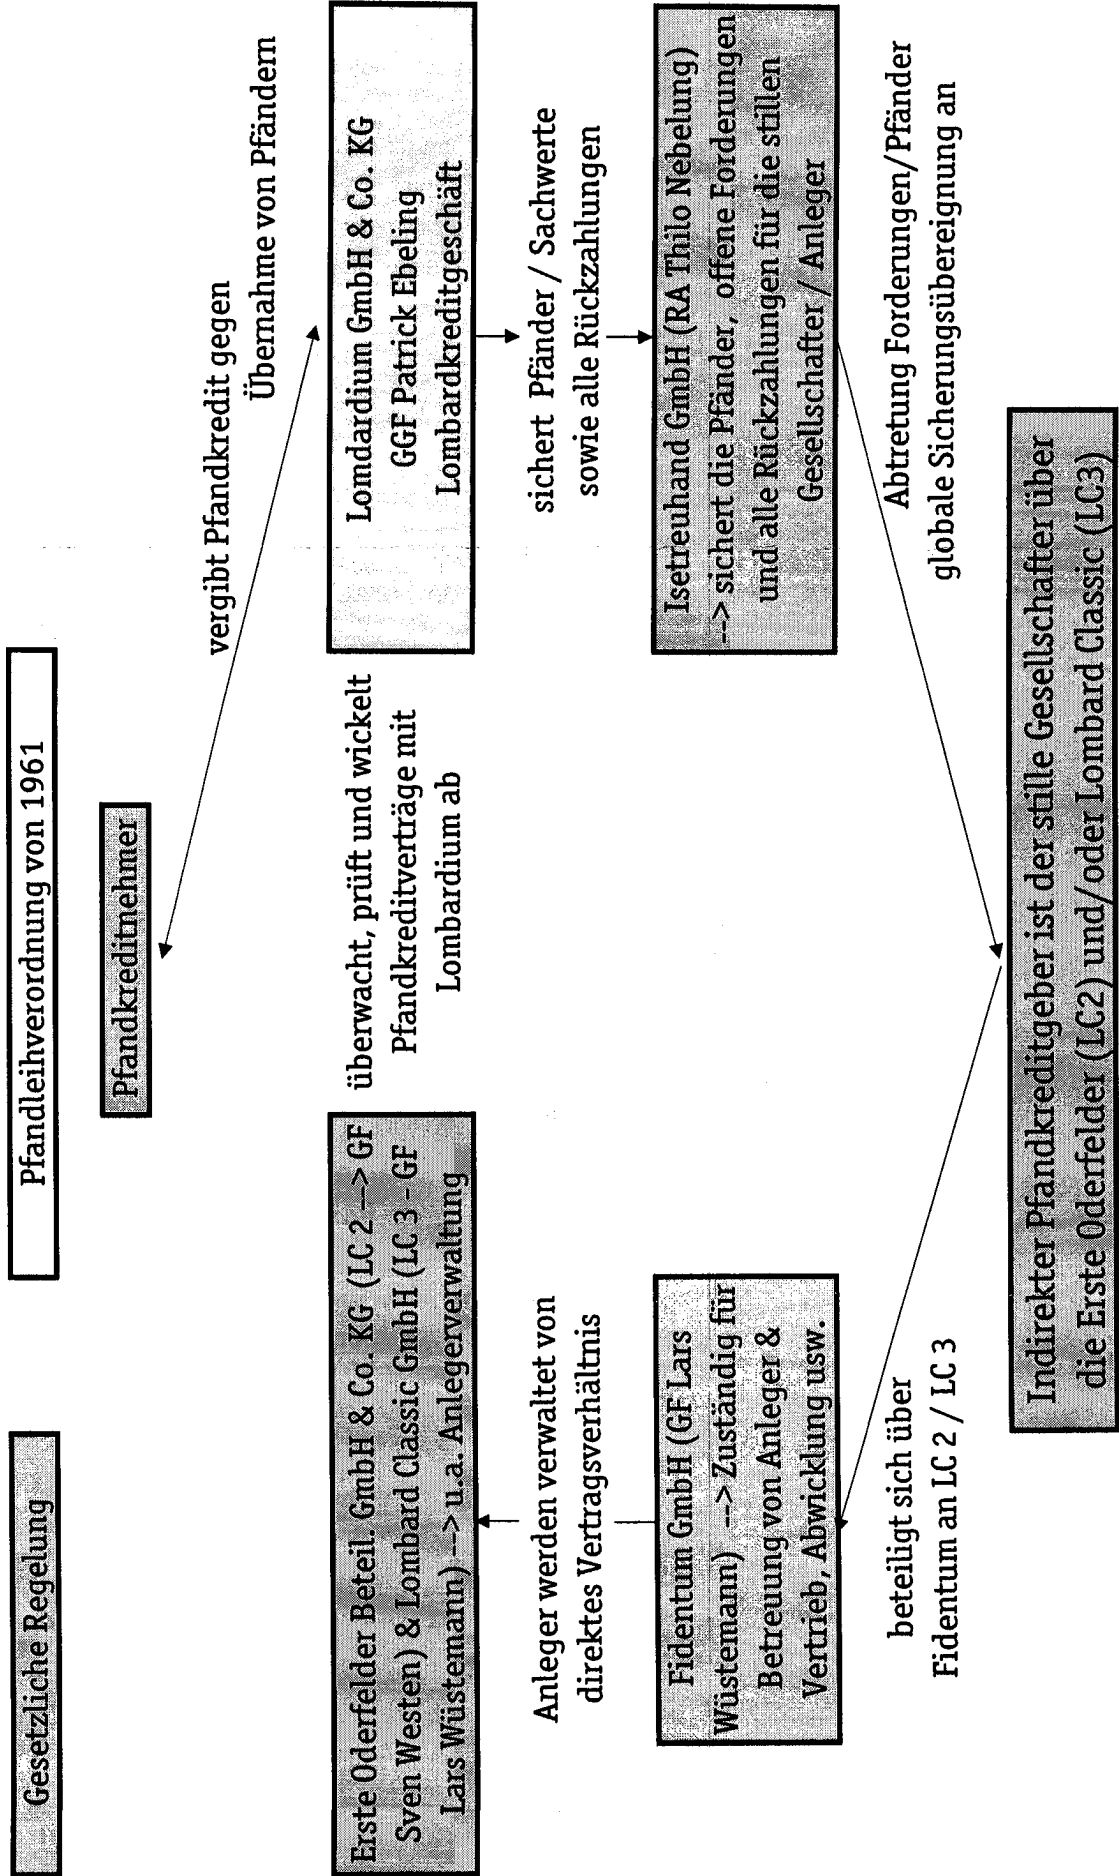 Gesetzliche Regelung
Pfandleihverordnung von 1961
Pfandkreditnehmer
vergibt Pfandkredit gegen
Übernahme von Pfändern
Erste Oderfelder Beteil. GmbH & Co. KG (LC 2 --> GF
Sven Westen) & Lombard Classic GmbH (LC 3 - GF
Lars Wüstemann) --> u.a. Anlegerverwaltung
überwacht, prüft und wickelt
Pfandkreditverträge mit
Lombardium ab
Lomdardium GmbH & Co. KG
GGF Patrick Ebeling
Lombardkreditgeschäft
Anleger werden verwaltet von
direktes Vertragsverhältnis
sichert Pfänder / Sachwerte
sowie alle Rückzahlungen
Fidentum GmbH (GF Lars
Wüstemann) --> Zuständig für
Betreuung von Anleger &
Vertrieb, Abwicklung usw.
Isetreuhand GmbH (RA Thilo Nebelung)
--> sichert die Pfänder, offene Forderungen
und alle Rückzahlungen für die stillen
Gesellschafter / Anleger
beteiligt sich über
Fidentum an LC 2 / LC 3
Abtretung Forderungen/Pfänder
globale Sicherungsübereignung an
Indirekter Pfandkreditgeber ist der stille Gesellschafter über
die Erste Oderfelder (LC2) und/oder Lombard Classic (LC3)